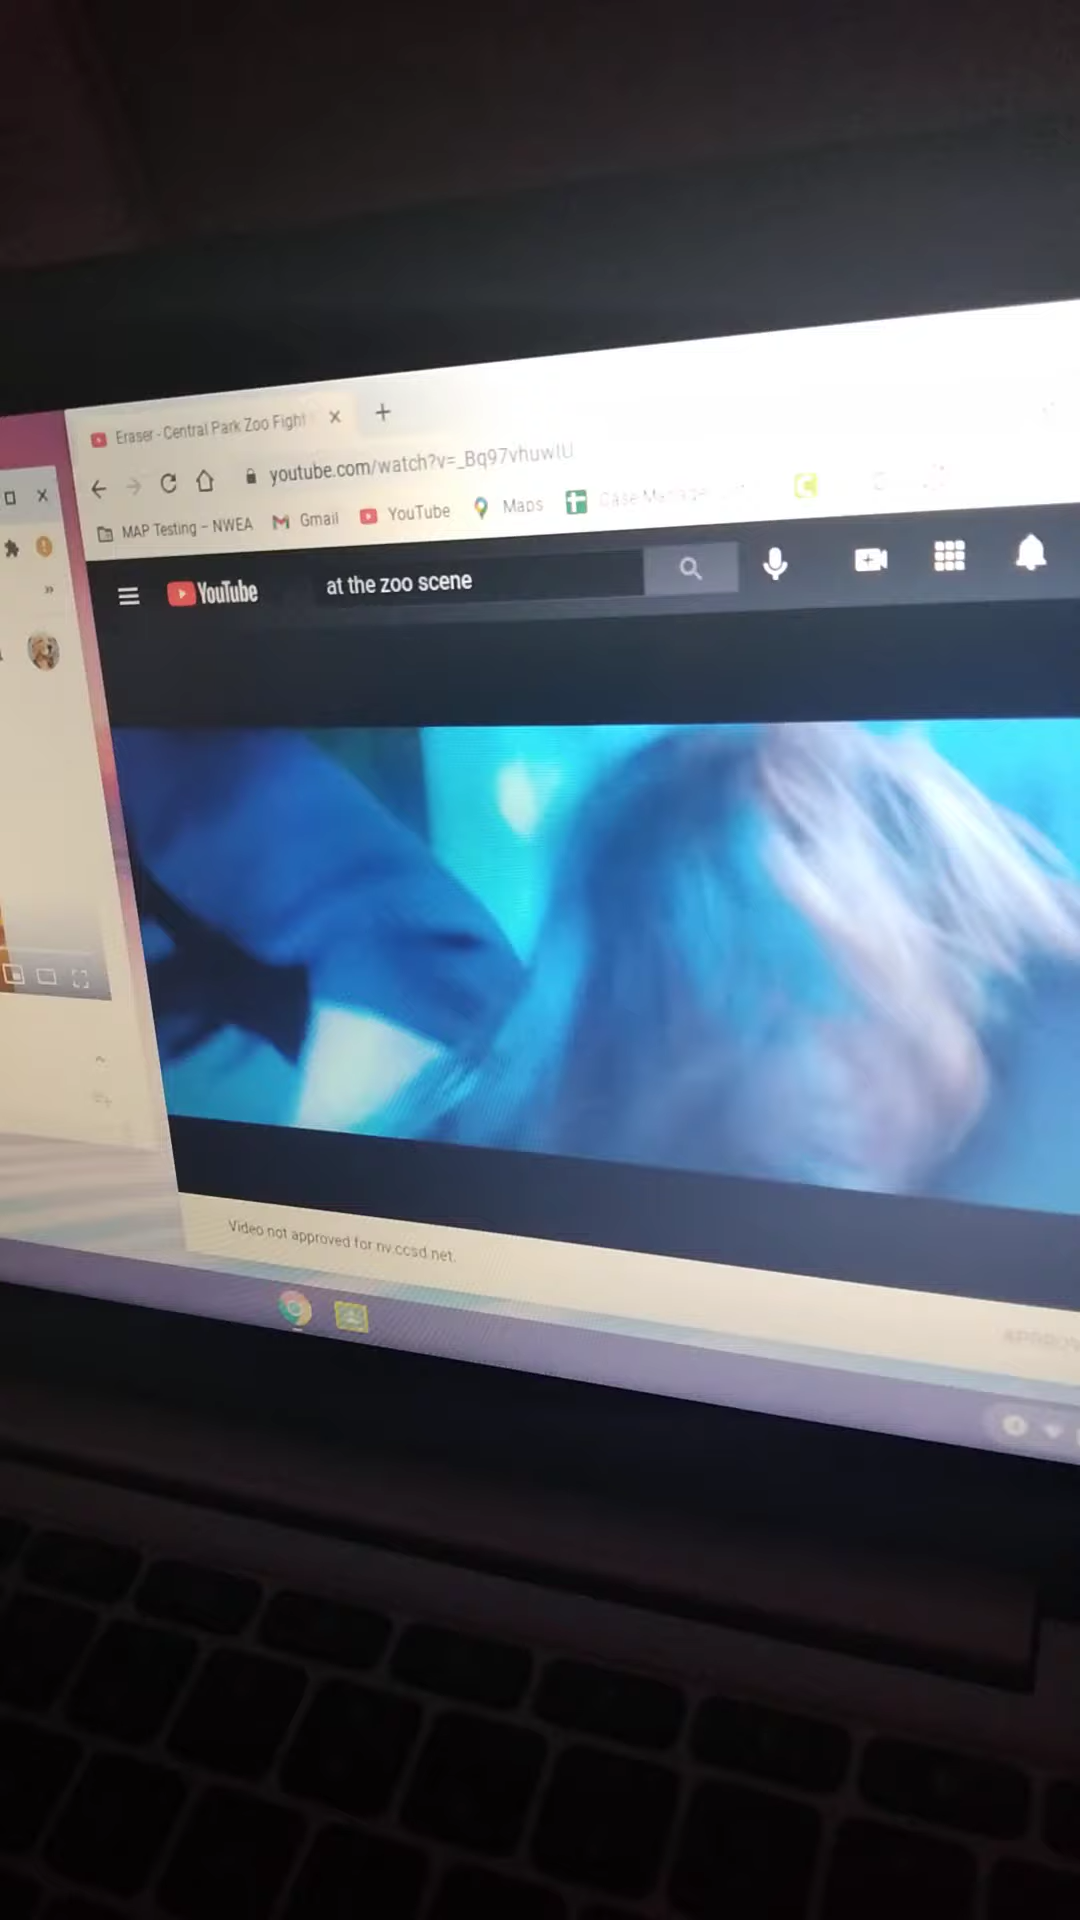 Eraser - Central Park Zoo Fight
youtube.com/watch?v=_Bq97vhuwIU
MAP Testing – NWEA
Gmail
YouTube
Maps
YouTube
at the zoo scene
Video not approved for nv.ccsd.net.